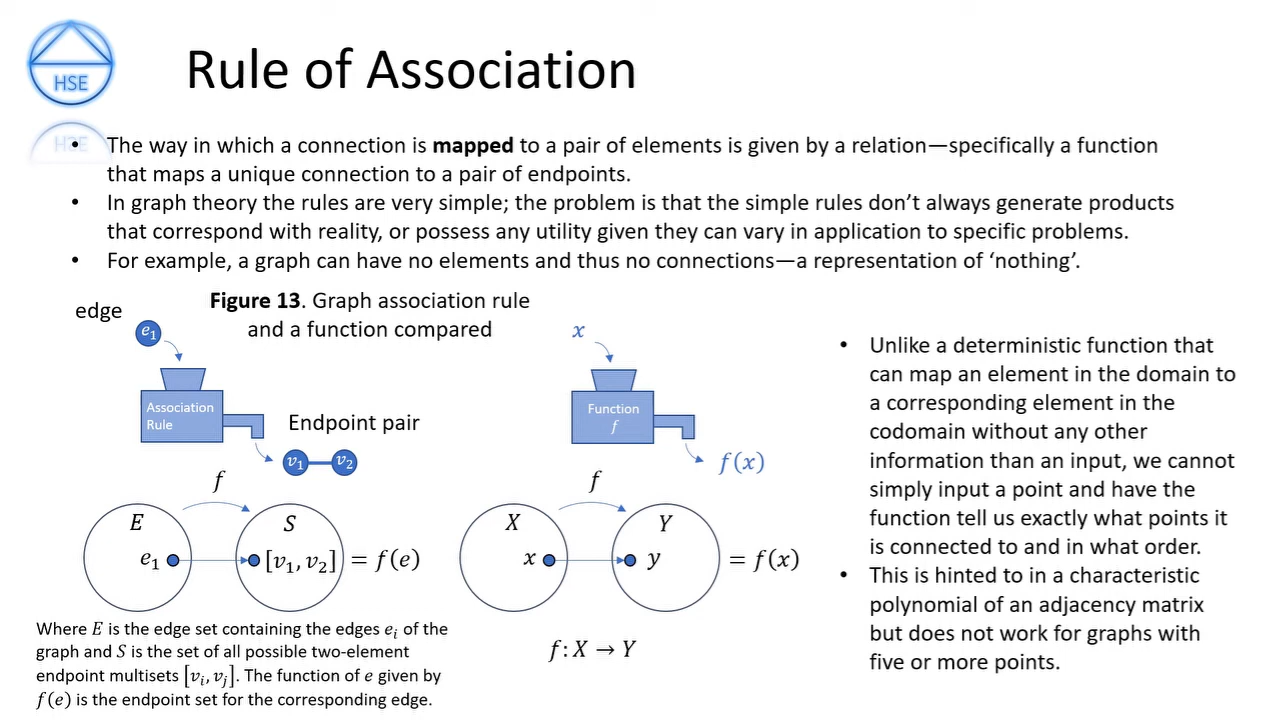 HSE
Rule of Association
• The way in which a connection is mapped to a pair of elements is given by a relation—specifically a function
that maps a unique connection to a pair of endpoints.
• In graph theory the rules are very simple; the problem is that the simple rules don’t always generate products
that correspond with reality, or possess any utility given they can vary in application to specific problems.
• For example, a graph can have no elements and thus no connections—a representation of ‘nothing’.
Figure 13. Graph association rule
and a function compared
edge
e₁
Association
Rule
Endpoint pair
v₁ v₂
f
E
S
e₁
[v₁, v₂] = f(e)
Where E is the edge set containing the edges eᵢ of the
graph and S is the set of all possible two-element
endpoint multisets [vᵢ, vⱼ]. The function of e given by
f(e) is the endpoint set for the corresponding edge.
x
Function
f
f(x)
f
X
Y
x
y
= f(x)
f: X → Y
• Unlike a deterministic function that
can map an element in the domain to
a corresponding element in the
codomain without any other
information than an input, we cannot
simply input a point and have the
function tell us exactly what points it
is connected to and in what order.
• This is hinted to in a characteristic
polynomial of an adjacency matrix
but does not work for graphs with
five or more points.